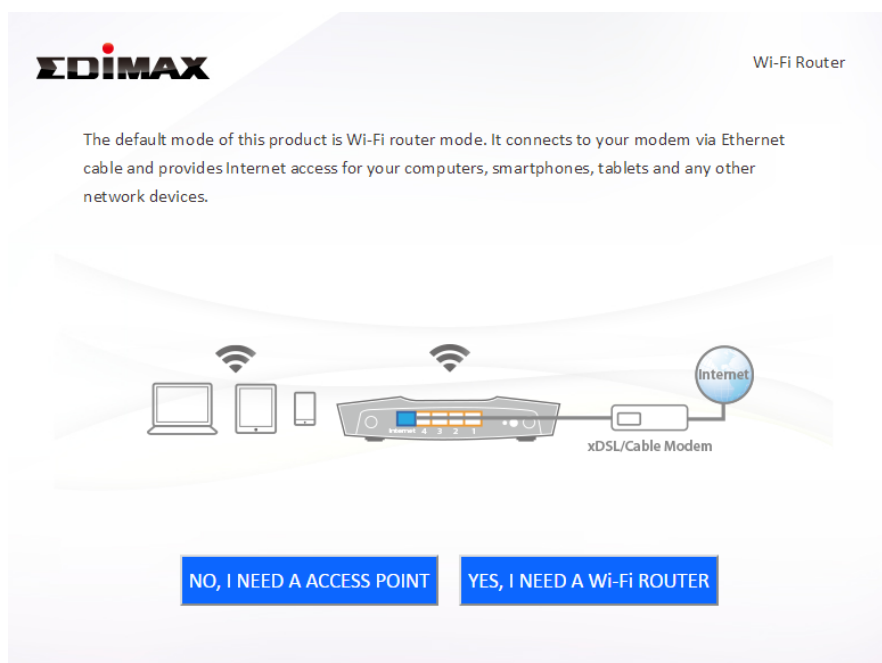 EDIMAX
Wi-Fi Router
The default mode of this product is Wi-Fi router mode. It connects to your modem via Ethernet
cable and provides Internet access for your computers, smartphones, tablets and any other
network devices.
Internet
Internet 4 3 2 1
xDSL/Cable Modem
NO, I NEED A ACCESS POINT
YES, I NEED A Wi-Fi ROUTER